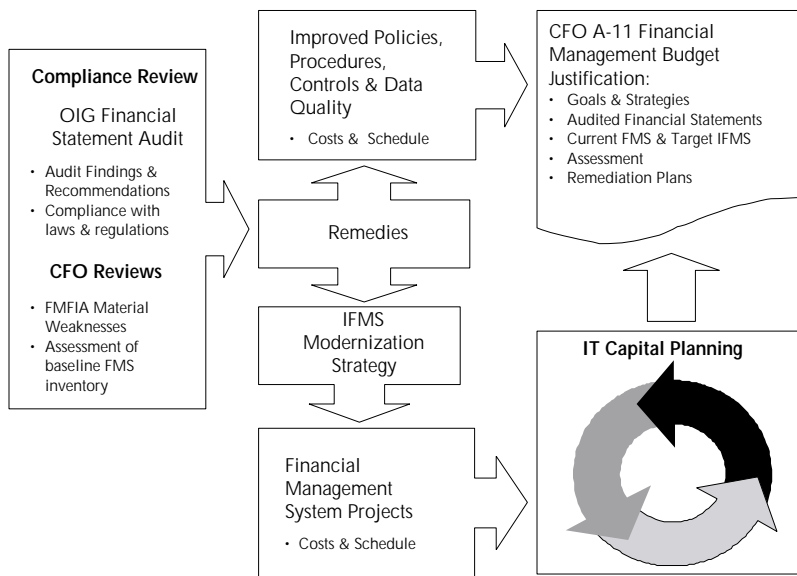 Compliance Review
OIG Financial
Statement Audit
• Audit Findings &
Recommendations
• Compliance with
laws & regulations
CFO Reviews
• FMFIA Material
Weaknesses
• Assessment of
baseline FMS
inventory
Improved Policies,
Procedures,
Controls & Data
Quality
• Costs & Schedule
Remedies
IFMS
Modernization
Strategy
Financial
Management
System Projects
• Costs & Schedule
CFO A-11 Financial
Management Budget
Justification:
• Goals & Strategies
• Audited Financial Statements
• Current FMS & Target IFMS
• Assessment
• Remediation Plans
IT Capital Planning